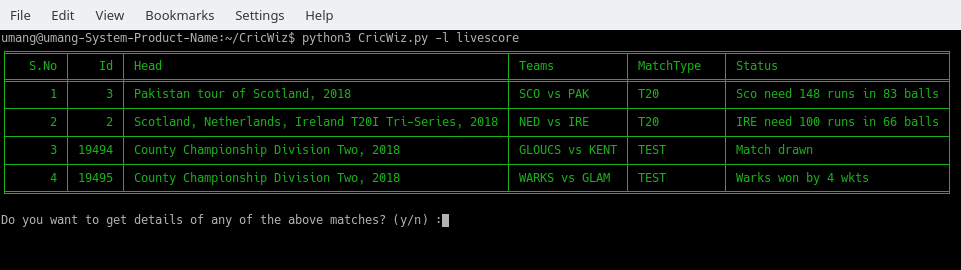 File Edit View Bookmarks Settings Help
umang@umang-System-Product-Name:~/CricWiz$ python3 CricWiz.py -l livescore
S.No Id Head Teams MatchType Status
1 3 Pakistan tour of Scotland, 2018 SCO vs PAK T20 Sco need 148 runs in 83 balls
2 2 Scotland, Netherlands, Ireland T20I Tri-Series, 2018 NED vs IRE T20 IRE need 100 runs in 66 balls
3 19494 County Championship Division Two, 2018 GLOUCS vs KENT TEST Match drawn
4 19495 County Championship Division Two, 2018 WARKS vs GLAM TEST Warks won by 4 wkts
Do you want to get details of any of the above matches? (y/n) :